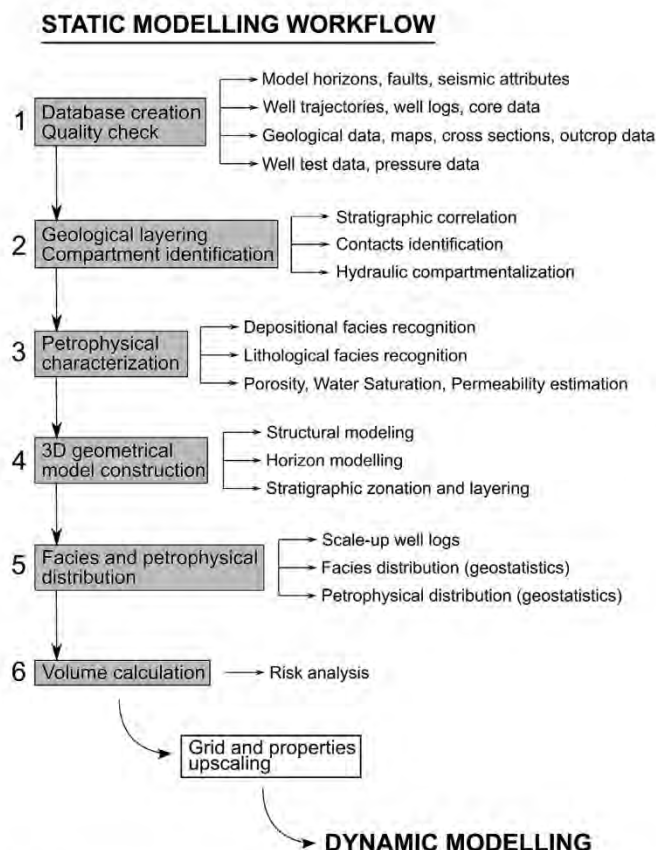 STATIC MODELLING WORKFLOW
1
Database creation
Quality check
Model horizons, faults, seismic attributes
Well trajectories, well logs, core data
Geological data, maps, cross sections, outcrop data
Well test data, pressure data
2
Geological layering
Compartment identification
Stratigraphic correlation
Contacts identification
Hydraulic compartmentalization
3
Petrophysical
characterization
Depositional facies recognition
Lithological facies recognition
Porosity, Water Saturation, Permeability estimation
4
3D geometrical
model construction
Structural modeling
Horizon modelling
Stratigraphic zonation and layering
5
Facies and petrophysical
distribution
Scale-up well logs
Facies distribution (geostatistics)
Petrophysical distribution (geostatistics)
6
Volume calculation
Risk analysis
Grid and properties
upscaling
DYNAMIC MODELLING